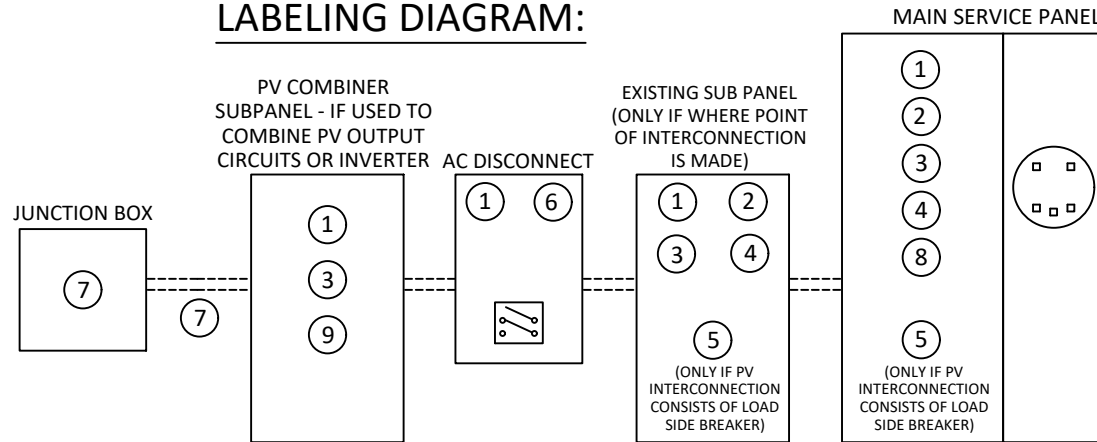 LABELING DIAGRAM:
MAIN SERVICE PANEL
PV COMBINER
SUBPANEL - IF USED TO
COMBINE PV OUTPUT
CIRCUITS OR INVERTER
AC DISCONNECT
EXISTING SUB PANEL
(ONLY IF WHERE POINT
OF INTERCONNECTION
IS MADE)
JUNCTION BOX
7
7
1
3
9
1 6
1 2
3 4
5
(ONLY IF PV
INTERCONNECTION
CONSISTS OF LOAD
SIDE BREAKER)
1
2
3
4
8
5
(ONLY IF PV
INTERCONNECTION
CONSISTS OF LOAD
SIDE BREAKER)